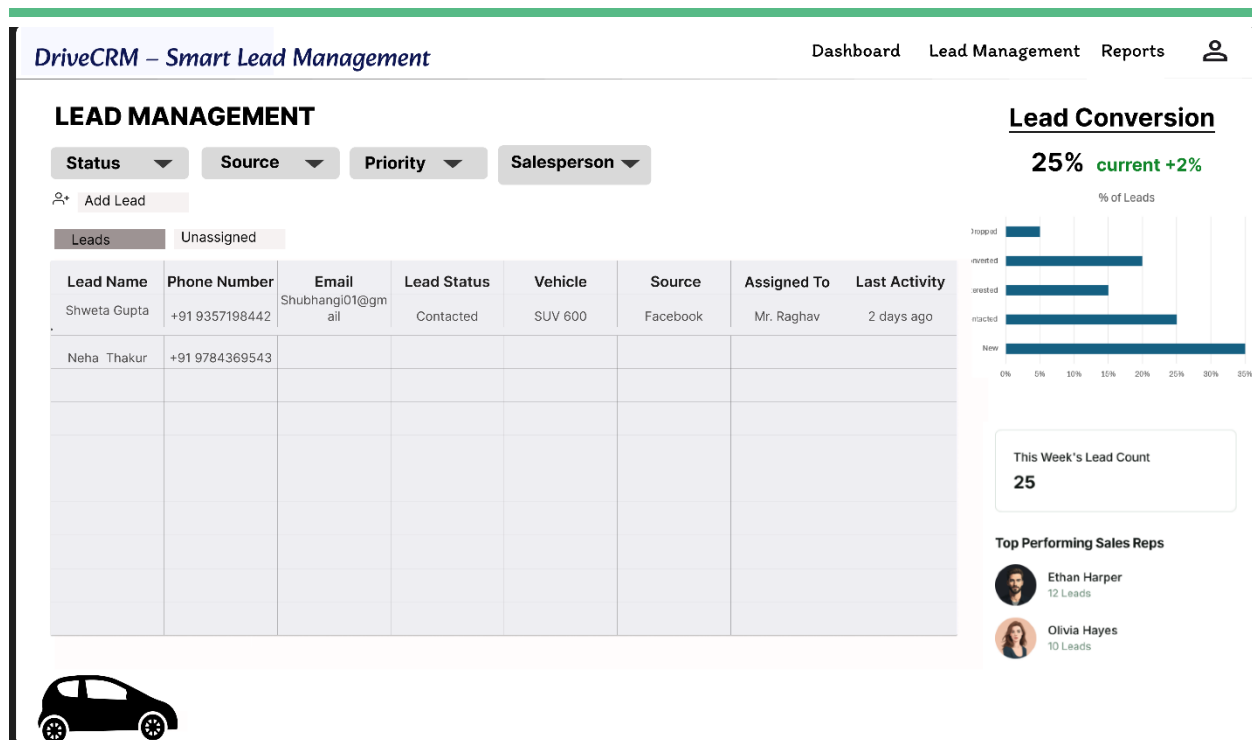 DriveCRM – Smart Lead Management
Dashboard Lead Management Reports
LEAD MANAGEMENT
Status Source Priority Salesperson
Add Lead
Leads Unassigned
Lead Name Phone Number Email Lead Status Vehicle Source Assigned To Last Activity
Shweta Gupta +91 9357198442 Shubhangi01@gm Contacted SUV 600 Facebook Mr. Raghav 2 days ago
ail
Neha Thakur +91 9784369543
Lead Conversion
25% current +2%
% of Leads
ropped
nverted
erested
ntacted
New
0% 5% 10% 15% 20% 25% 30% 35%
This Week's Lead Count
25
Top Performing Sales Reps
Ethan Harper
12 Leads
Olivia Hayes
10 Leads